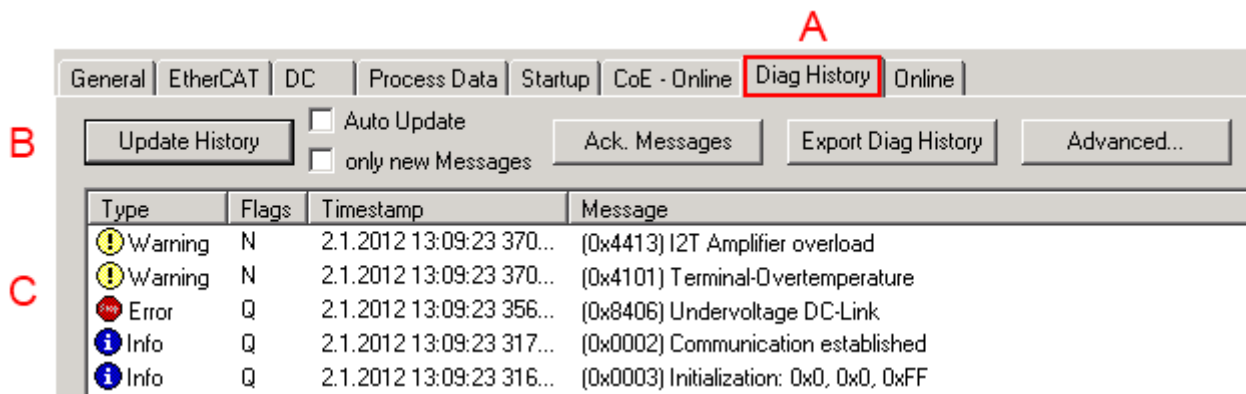 A
General EtherCAT DC Process Data Startup CoE - Online Diag History Online
B
Update History Auto Update Ack. Messages Export Diag History Advanced...
only new Messages
Type Flags Timestamp Message
C
Warning N 2.1.2012 13:09:23 370... (0x4413) I2T Amplifier overload
Warning N 2.1.2012 13:09:23 370... (0x4101) Terminal-Overtemperature
Stop Error Q 2.1.2012 13:09:23 356... (0x8406) Undervoltage DC-Link
i Info Q 2.1.2012 13:09:23 317... (0x0002) Communication established
i Info Q 2.1.2012 13:09:23 316... (0x0003) Initialization: 0x0, 0x0, 0xFF